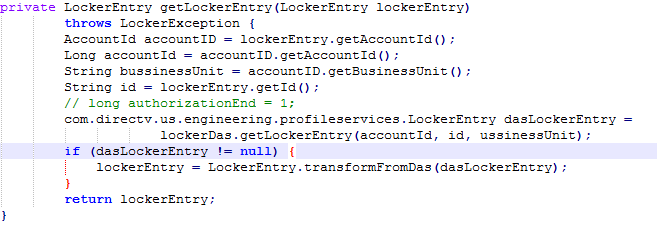 private LockerEntry getLockerEntry(LockerEntry lockerEntry)
throws LockerException {
AccountId accountID = lockerEntry.getAccountId();
Long accountId = accountID.getAccountId();
String bussinessUnit = accountID.getBusinessUnit();
String id = lockerEntry.getId();
// long authorizationEnd = 1;
com.directv.us.engineering.profileservices.LockerEntry dasLockerEntry =
lockerDas.getLockerEntry(accountId, id, ussinessUnit);
if (dasLockerEntry != null) {
lockerEntry = LockerEntry.transformFromDas(dasLockerEntry);
}
return lockerEntry;
}